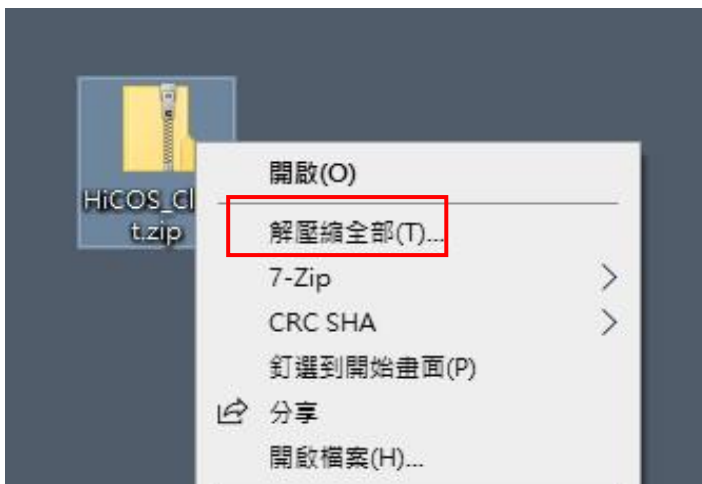 HiCOS_Cl
t.zip
開啟(O)
解壓縮全部(T)...
7-Zip
CRC SHA
釘選到開始畫面(P)
分享
開啟檔案(H)...